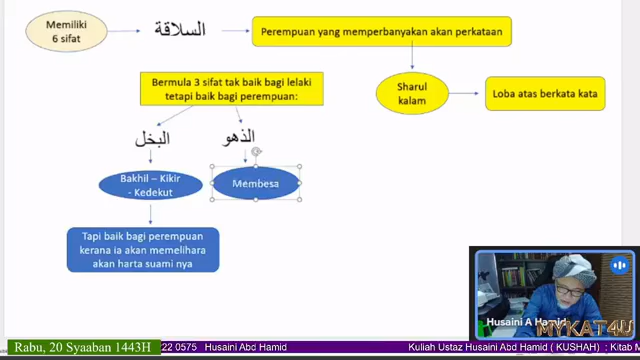 Memiliki
6 sifat
السلاقة
Perempuan yang memperbanyakan akan perkataan
Sharul
kalam
Loba atas berkata kata
Bermula 3 sifat tak baik bagi lelaki
tetapi baik bagi perempuan:
البخل
الذهو
Bakhil – Kikir
- Kedekut
Membesa
Tapi baik bagi perempuan
kerana ia akan memelihara
akan harta suami nya
Husaini A Hamid
MYKAT4U
Rabu, 20 Syaaban 1443H
22 0575 Husaini Abd Hamid
Kuliah Ustaz Husaini Abd Hamid ( KUSHAH) : Kitab M